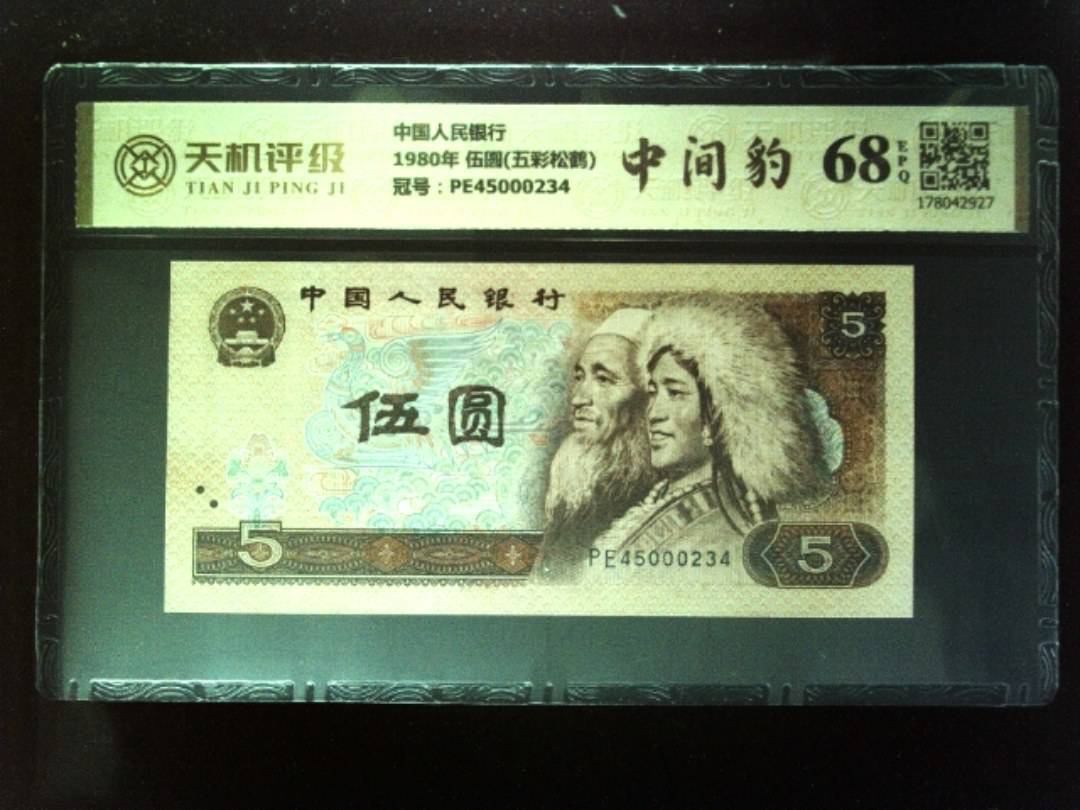 天机评级
TIAN JI PING JI
中国人民银行
1980年 伍圆(五彩松鹤)
冠号：PE45000234
中间豹
68
EPQ
178042927
中国人民银行
5
伍圆
5
PE45000234
5